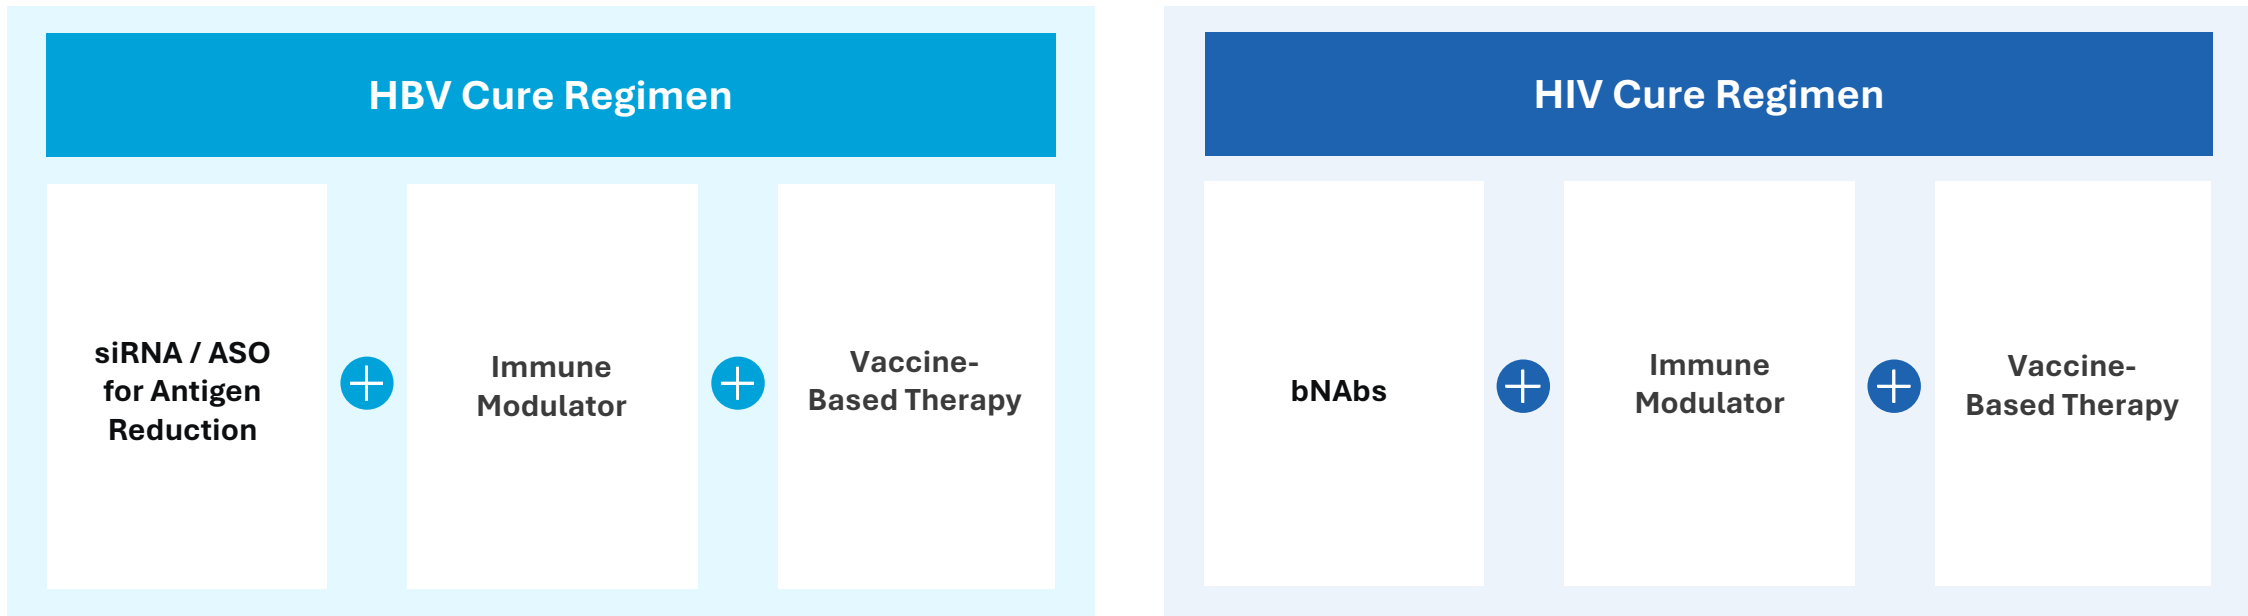 HBV Cure Regimen
siRNA / ASO
for Antigen
Reduction
Immune
Modulator
Vaccine-
Based Therapy
HIV Cure Regimen
bNAbs
Immune
Modulator
Vaccine-
Based Therapy